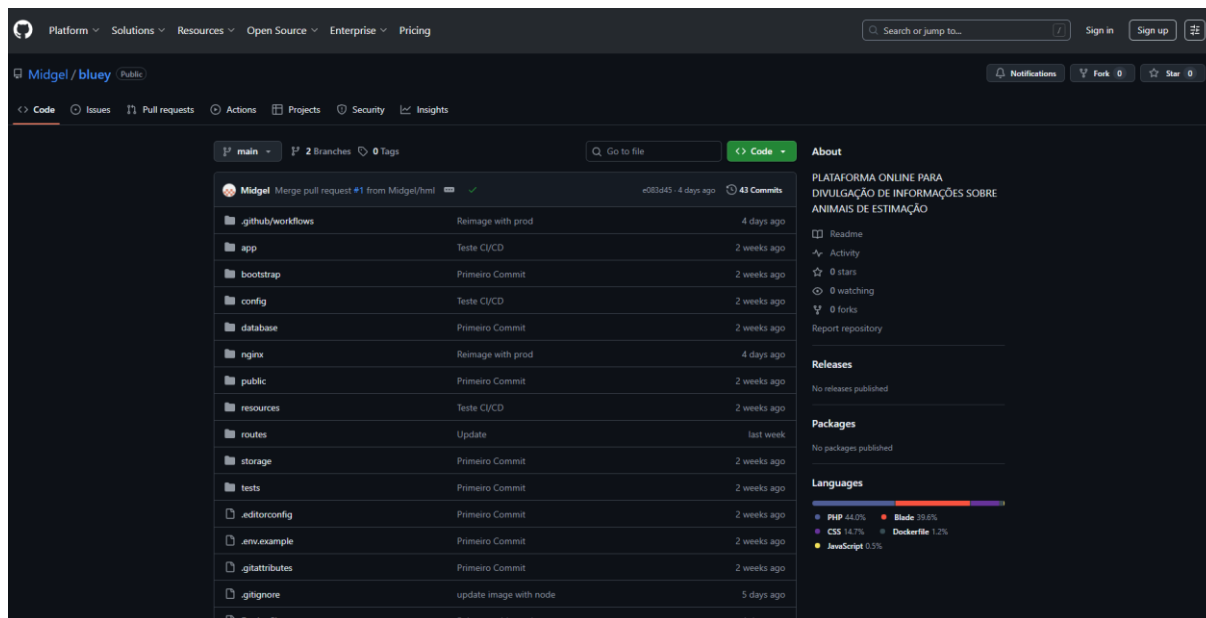 Platform Solutions Resources Open Source Enterprise Pricing Search or jump to... / Sign in Sign up
Midgel / bluey Public Notifications Fork 0 Star 0
Code Issues Pull requests Actions Projects Security Insights
main 2 Branches 0 Tags Go to file Code
Midgel Merge pull request #1 from Midgel/hml e083d45 · 4 days ago 43 Commits
.github/workflows Reimage with prod 4 days ago
app Teste CI/CD 2 weeks ago
bootstrap Primeiro Commit 2 weeks ago
config Teste CI/CD 2 weeks ago
database Primeiro Commit 2 weeks ago
nginx Reimage with prod 4 days ago
public Primeiro Commit 2 weeks ago
resources Teste CI/CD 2 weeks ago
routes Update last week
storage Primeiro Commit 2 weeks ago
tests Primeiro Commit 2 weeks ago
.editorconfig Primeiro Commit 2 weeks ago
.env.example Primeiro Commit 2 weeks ago
.gitattributes Primeiro Commit 2 weeks ago
.gitignore update image with node 5 days ago
About
PLATAFORMA ONLINE PARA
DIVULGAÇÃO DE INFORMAÇÕES SOBRE
ANIMAIS DE ESTIMAÇÃO
Readme
Activity
0 stars
0 watching
0 forks
Report repository
Releases
No releases published
Packages
No packages published
Languages
PHP 44.0% Blade 39.6%
CSS 14.7% Dockerfile 1.2%
JavaScript 0.5%